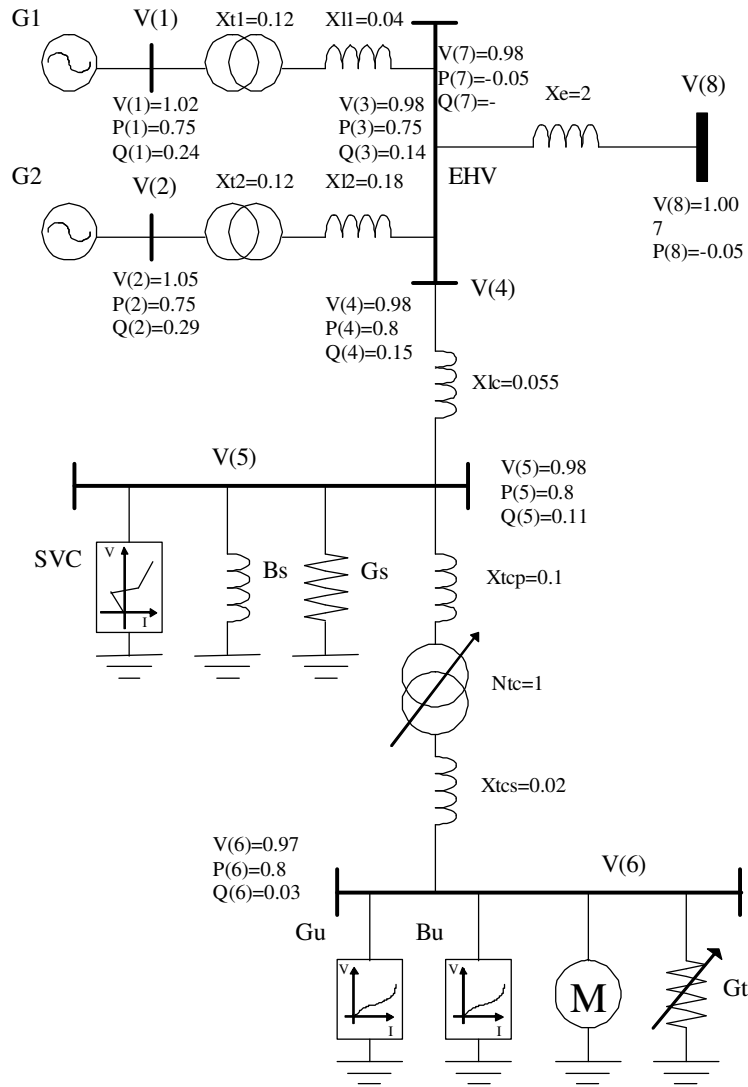 G1
V(1)
Xt1=0.12
Xl1=0.04
V(1)=1.02
P(1)=0.75
Q(1)=0.24
V(3)=0.98
P(3)=0.75
Q(3)=0.14
V(7)=0.98
P(7)=-0.05
Q(7)=-
Xe=2
V(8)
EHV
V(8)=1.00
7
P(8)=-0.05
G2
V(2)
Xt2=0.12
Xl2=0.18
V(2)=1.05
P(2)=0.75
Q(2)=0.29
V(4)=0.98
P(4)=0.8
Q(4)=0.15
V(4)
Xlc=0.055
V(5)
V(5)=0.98
P(5)=0.8
Q(5)=0.11
SVC
V
I
Bs
Gs
Xtcp=0.1
Ntc=1
Xtcs=0.02
V(6)=0.97
P(6)=0.8
Q(6)=0.03
V(6)
Gu
V
I
Bu
V
I
M
Gt